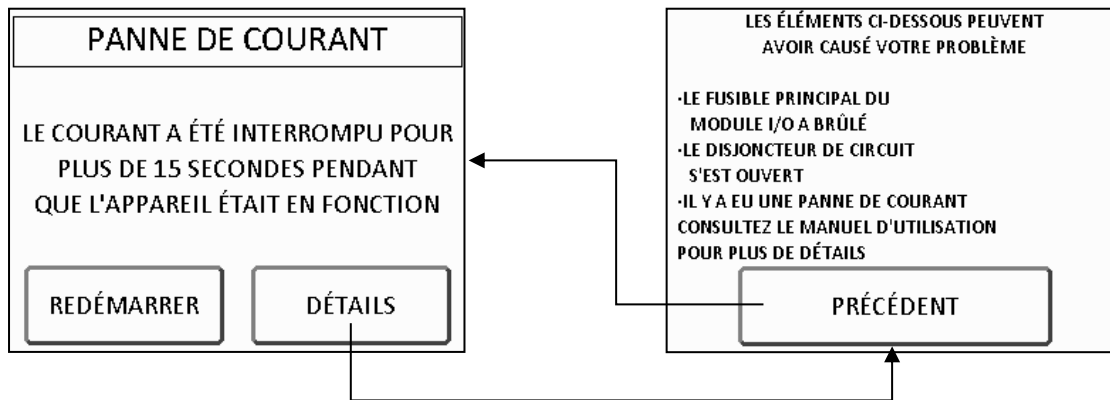 PANNE DE COURANT
LE COURANT A ÉTÉ INTERROMPU POUR
PLUS DE 15 SECONDES PENDANT
QUE L'APPAREIL ÉTAIT EN FONCTION
REDÉMARRER
DÉTAILS
LES ÉLÉMENTS CI-DESSOUS PEUVENT
AVOIR CAUSÉ VOTRE PROBLÈME
·LE FUSIBLE PRINCIPAL DU
MODULE I/O A BRÛLÉ
·LE DISJONCTEUR DE CIRCUIT
S'EST OUVERT
·IL Y A EU UNE PANNE DE COURANT
CONSULTEZ LE MANUEL D'UTILISATION
POUR PLUS DE DÉTAILS
PRÉCÉDENT